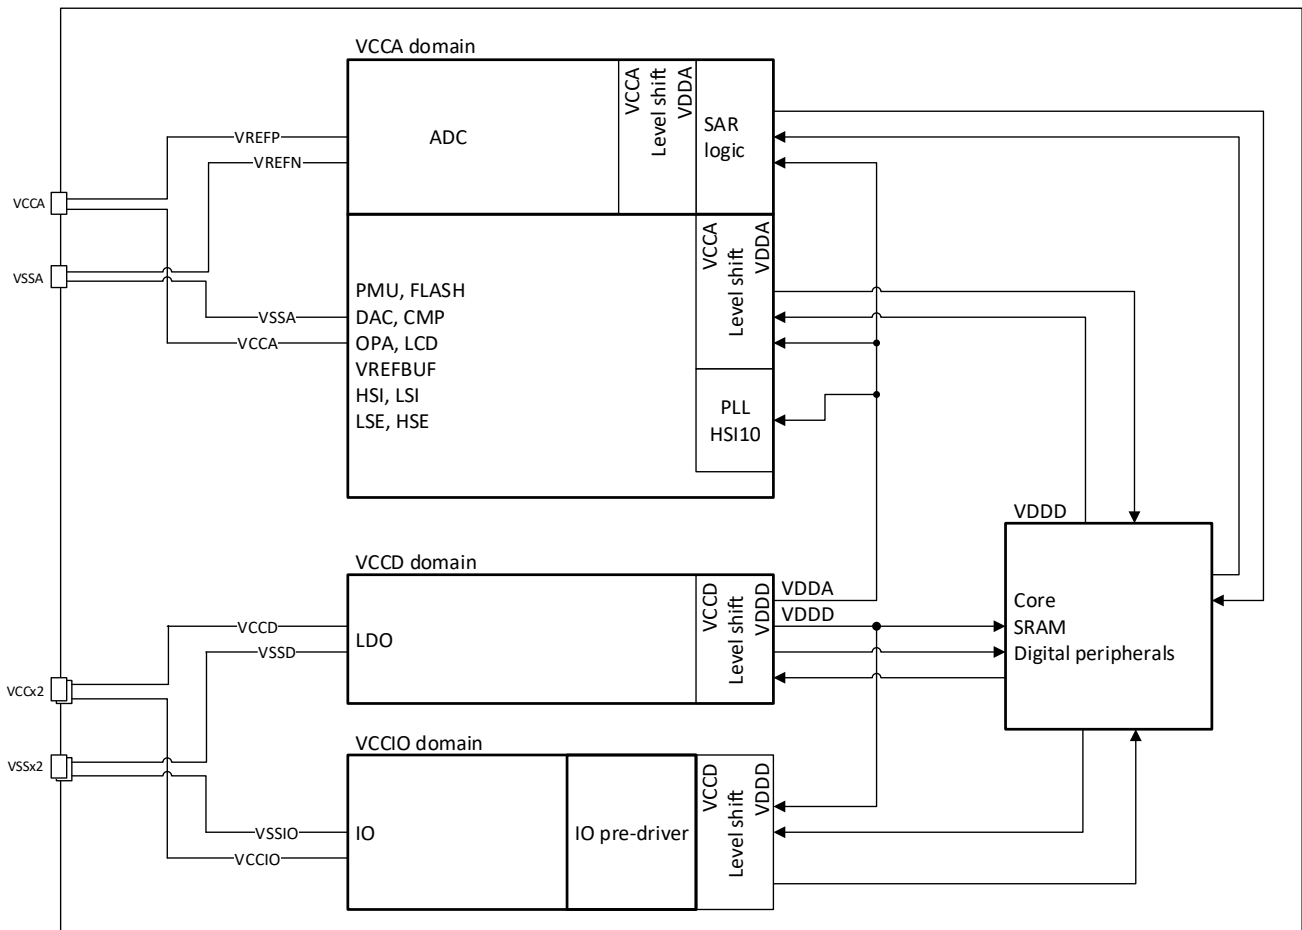 VCCA domain
ADC
VCCA
Level shift
VDDA
SAR
logic
VREFP
VREFN
VCCA
VSSA
VSSA
VCCA
PMU, FLASH
DAC, CMP
OPA, LCD
VREFBUF
HSI, LSI
LSE, HSE
VCCA
Level shift
VDDA
PLL
HSI10
VDDD
Core
SRAM
Digital peripherals
VCCD domain
LDO
VCCD
Level shift
VDDD
VDDA
VDDD
VCCD
VSSD
VCCx2
VSSx2
VCCIO domain
IO
IO pre-driver
VCCD
Level shift
VDDD
VSSIO
VCCIO